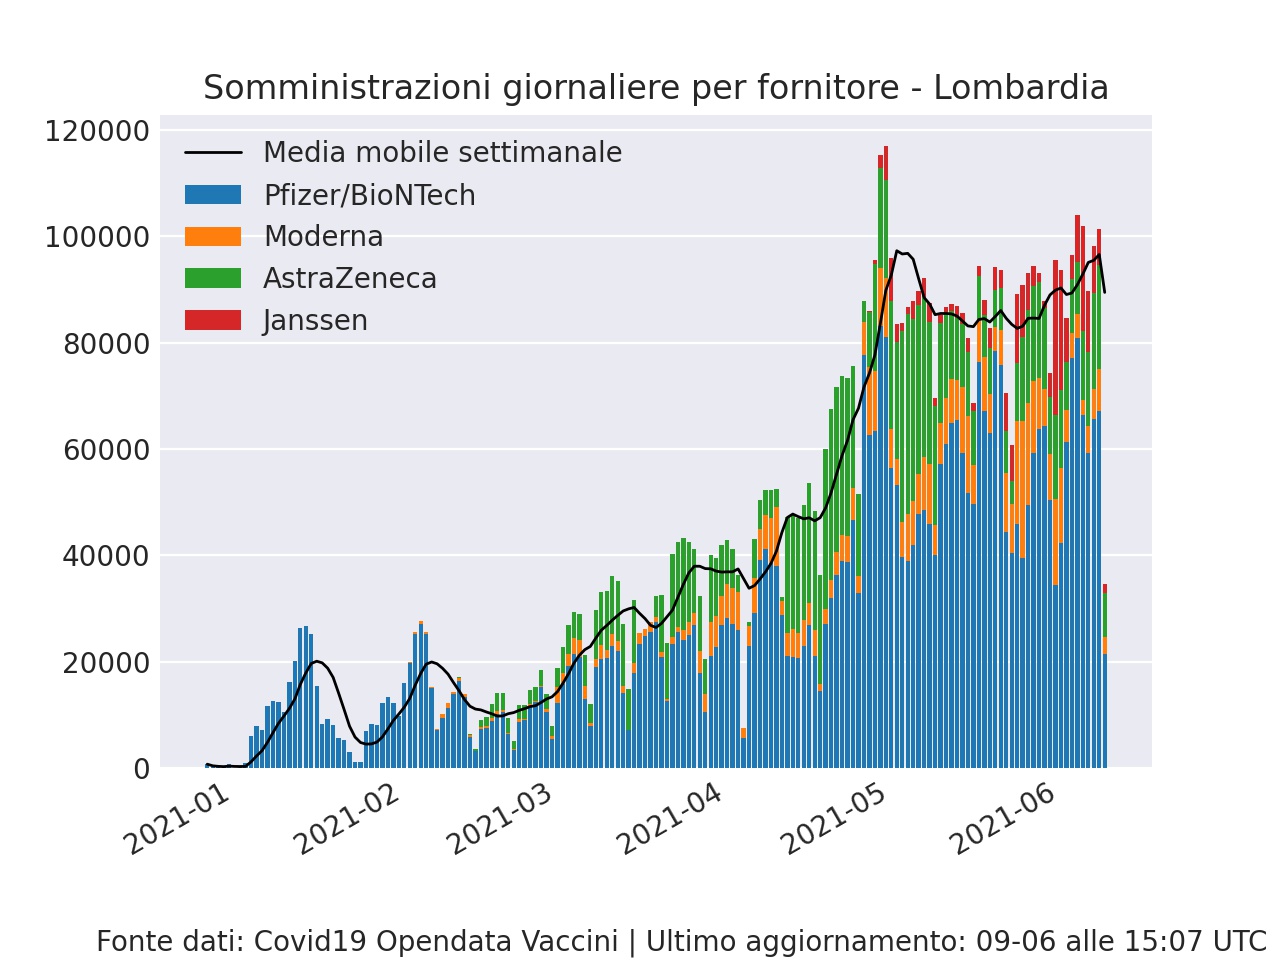 Somministrazioni giornaliere per fornitore - Lombardia
Media mobile settimanale
Pfizer/BioNTech
Moderna
AstraZeneca
Janssen
120000
100000
80000
60000
40000
20000
0
2021-01
2021-02
2021-03
2021-04
2021-05
2021-06
Fonte dati: Covid19 Opendata Vaccini | Ultimo aggiornamento: 09-06 alle 15:07 UTC